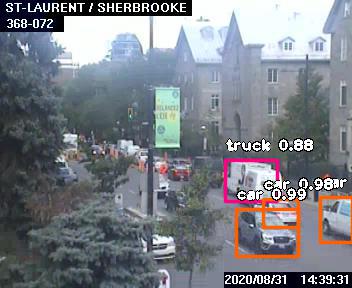 ST-LAURENT / SHERBROOKE
368-072
truck 0.88
car 0.98
car 0.99
2020/08/31 14:39:31